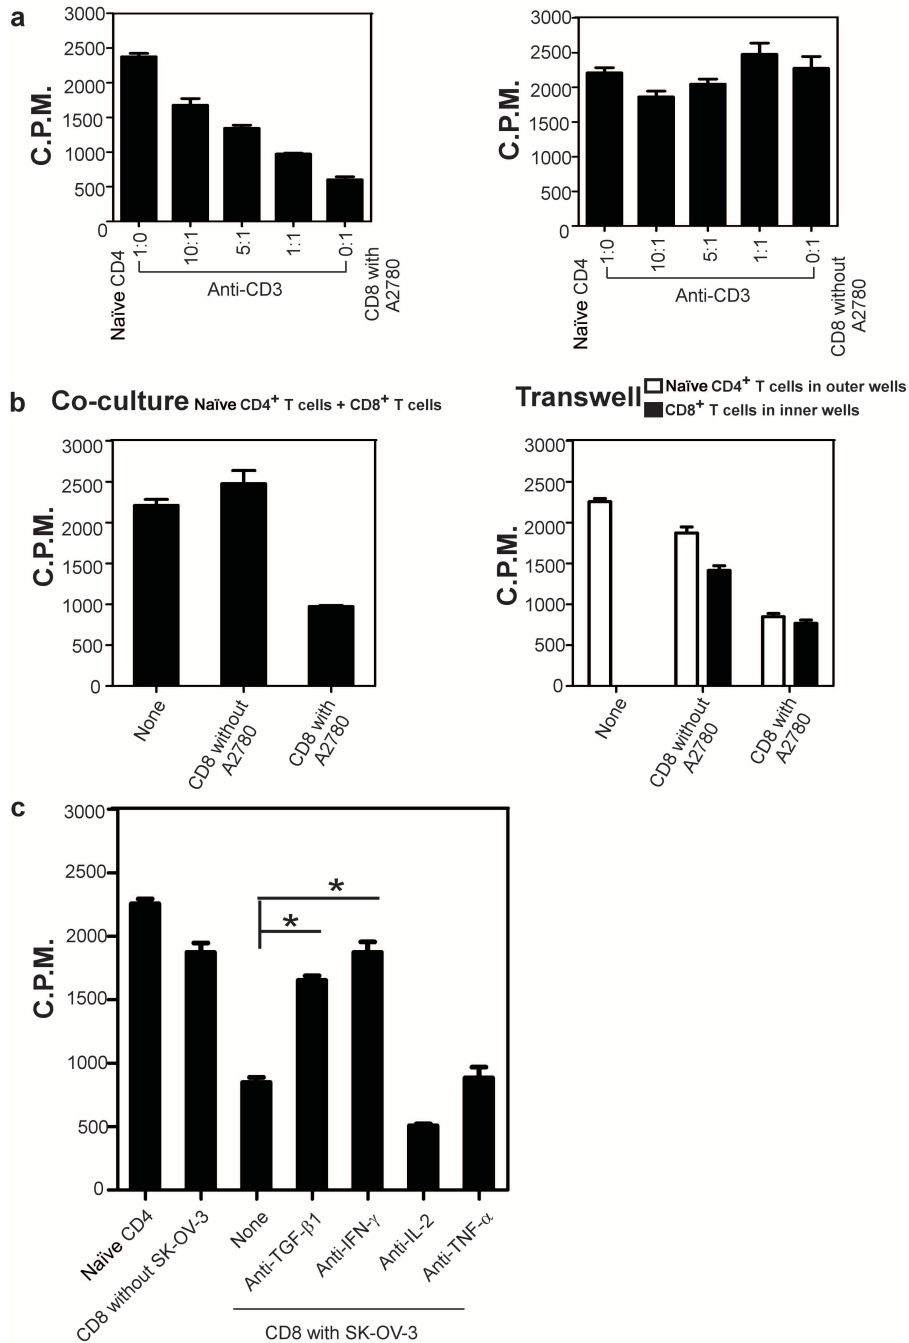 a
3000
2500
2000
1500
1000
500
0
C.P.M.
1:0
10:1
5:1
1:1
0:1
Naïve CD4
Anti-CD3
CD8 with
A2780
3000
2500
2000
1500
1000
500
0
C.P.M.
1:0
10:1
5:1
1:1
0:1
Naïve CD4
Anti-CD3
CD8 without
A2780
b
Co-culture Naïve CD4+ T cells + CD8+ T cells
3000
2500
2000
1500
1000
500
0
C.P.M.
None
CD8 without
A2780
CD8 with
A2780
Transwell
Naïve CD4+ T cells in outer wells
CD8+ T cells in inner wells
3000
2500
2000
1500
1000
500
0
C.P.M.
None
CD8 without
A2780
CD8 with
A2780
c
3000
2500
2000
1500
1000
500
0
C.P.M.
*
*
Naïve CD4
CD8 without SK-OV-3
None
Anti-TGF-β1
Anti-IFN-γ
Anti-IL-2
Anti-TNF-α
CD8 with SK-OV-3